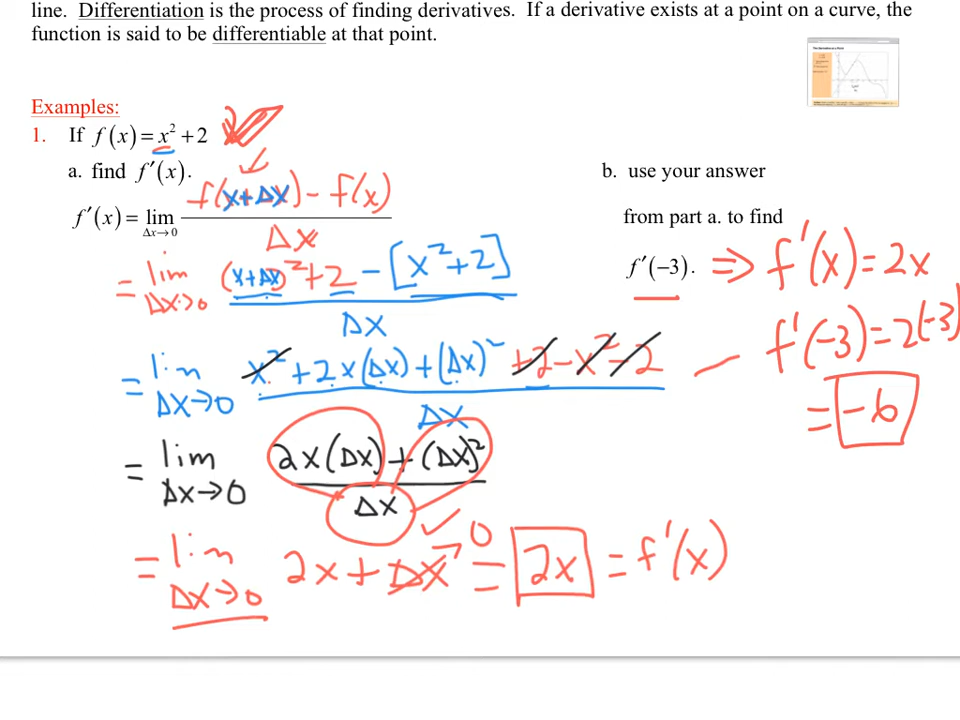 line. Differentiation is the process of finding derivatives. If a derivative exists at a point on a curve, the
function is said to be differentiable at that point.
Examples:
1. If f(x)=x²+2
a. find f′(x).
f′(x)= lim Δx→0 (f(x+Δx)-f(x))/Δx
= lim Δx→0 ((x+Δx)²+2-[x²+2])/Δx
= lim Δx→0 (x²+2x(Δx)+(Δx)²+2-x²-2)/Δx
= lim Δx→0 (2x(Δx)+(Δx)²)/Δx
= lim Δx→0 2x+Δx 0 = 2x = f'(x)
b. use your answer
from part a. to find
f′(−3). ⇒ f'(x)=2x
f'(-3)=2(-3)
= -6